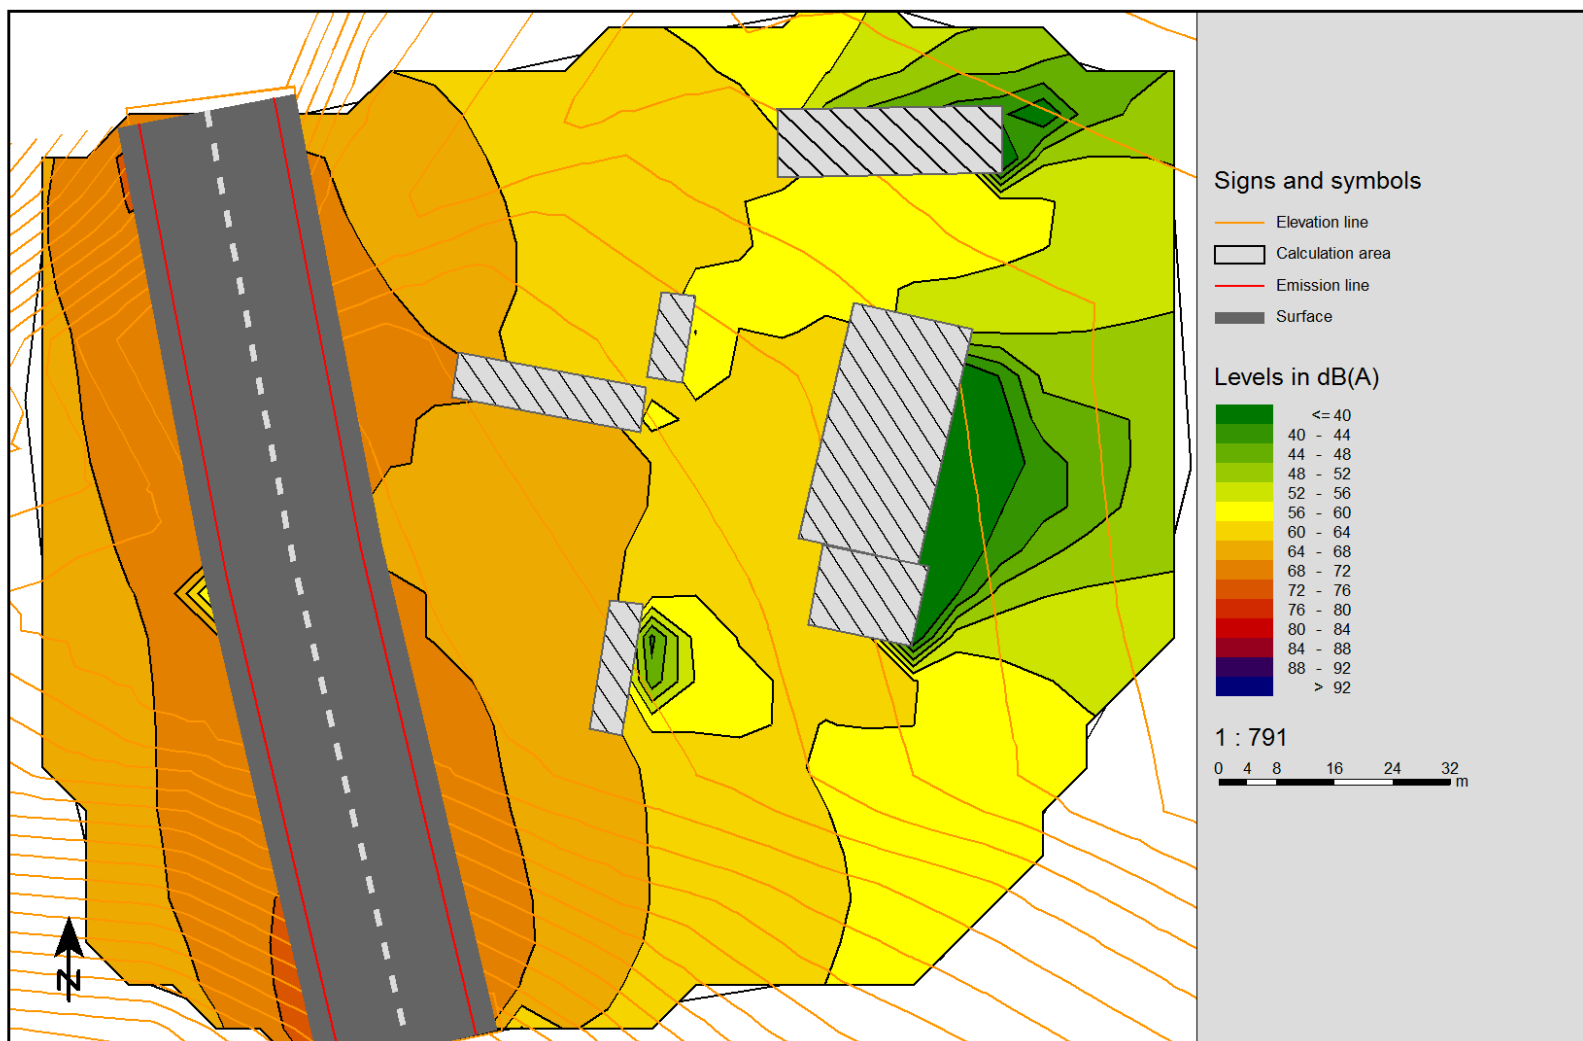 Signs and symbols
Elevation line
Calculation area
Emission line
Surface
Levels in dB(A)
<= 40
40 - 44
44 - 48
48 - 52
52 - 56
56 - 60
60 - 64
64 - 68
68 - 72
72 - 76
76 - 80
80 - 84
84 - 88
88 - 92
> 92
1 : 791
0 4 8 16 24 32
m
N